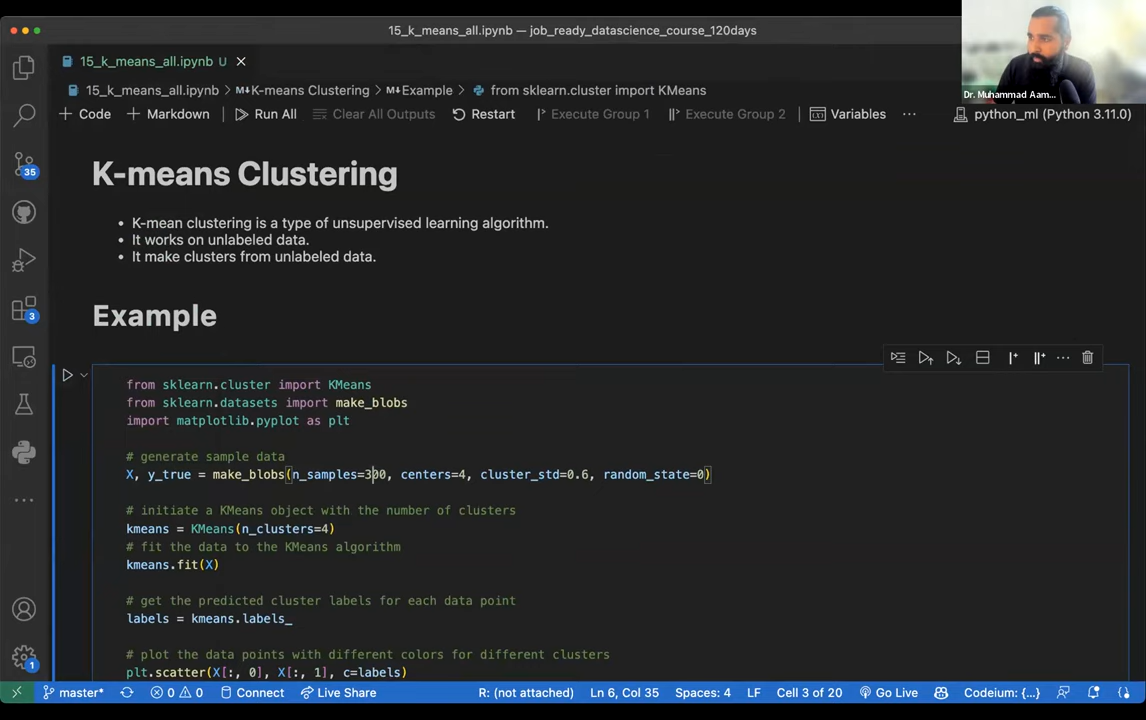 15_k_means_all.ipynb — job_ready_datascience_course_120days
15_k_means_all.ipynb U
15_k_means_all.ipynb > K-means Clustering > Example > from sklearn.cluster import KMeans
+ Code + Markdown Run All Clear All Outputs Restart Execute Group 1 Execute Group 2 Variables ... python_ml (Python 3.11.0)
Dr. Muhammad Aam...
35
3
1
K-means Clustering
• K-mean clustering is a type of unsupervised learning algorithm.
• It works on unlabeled data.
• It make clusters from unlabeled data.
Example
from sklearn.cluster import KMeans
from sklearn.datasets import make_blobs
import matplotlib.pyplot as plt
# generate sample data
X, y_true = make_blobs(n_samples=300, centers=4, cluster_std=0.6, random_state=0)
# initiate a KMeans object with the number of clusters
kmeans = KMeans(n_clusters=4)
# fit the data to the KMeans algorithm
kmeans.fit(X)
# get the predicted cluster labels for each data point
labels = kmeans.labels_
# plot the data points with different colors for different clusters
plt.scatter(X[:, 0], X[:, 1], c=labels)
master* 0 0 Connect Live Share R: (not attached) Ln 6, Col 35 Spaces: 4 LF Cell 3 of 20 Go Live Codeium: {...}